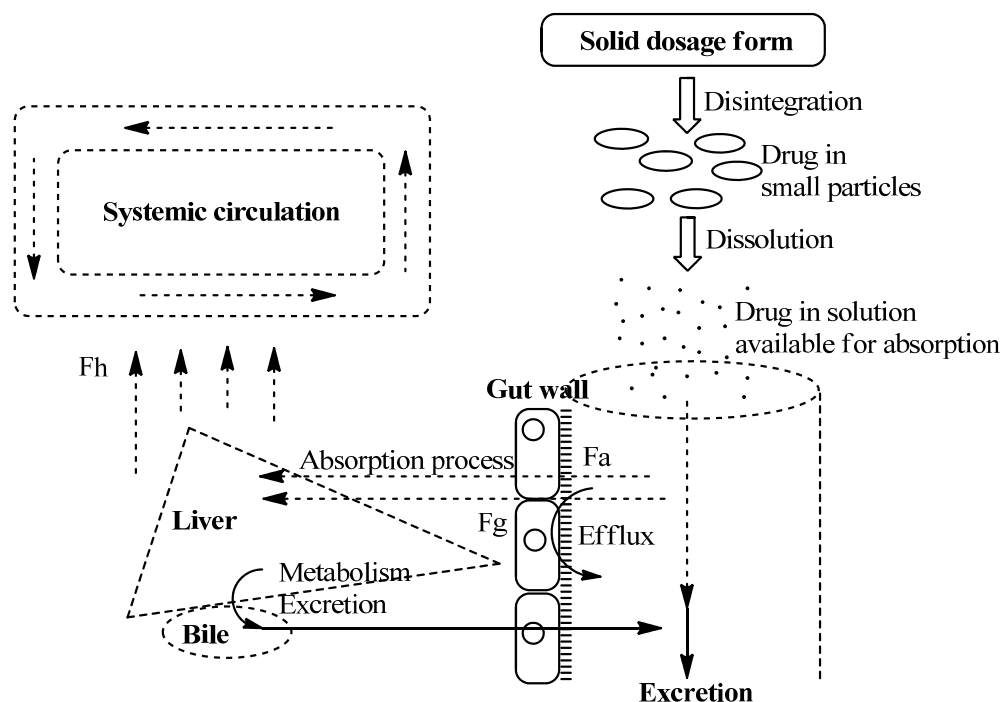 Solid dosage form
Disintegration
Drug in
small particles
Systemic circulation
Dissolution
Drug in solution
available for absorption
Fh
Gut wall
Absorption process
Fa
Liver
Fg
Efflux
Metabolism
Excretion
Bile
Excretion